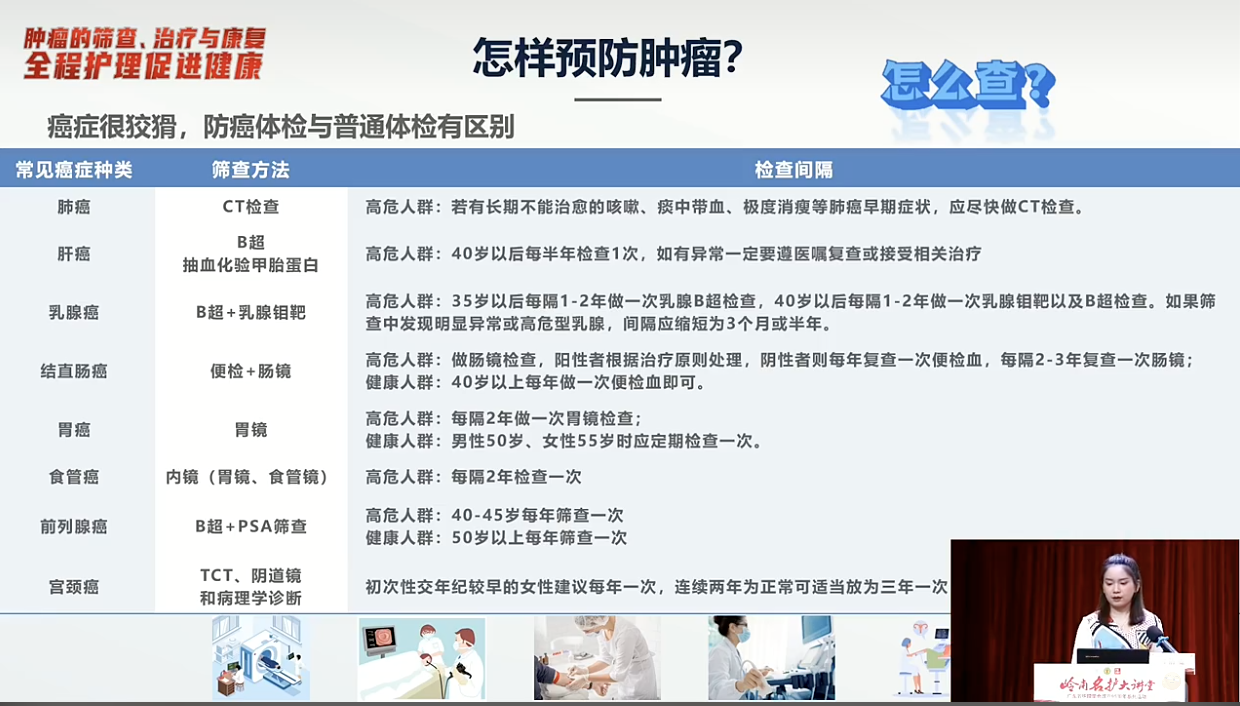 肿瘤的筛查、治疗与康复
全程护理促进健康
怎样预防肿瘤？
怎么查？
癌症很狡猾，防癌体检与普通体检有区别
常见癌症种类 筛查方法 检查间隔
肺癌 CT检查 高危人群：若有长期不能治愈的咳嗽、痰中带血、极度消瘦等肺癌早期症状，应尽快做CT检查。
肝癌
B超
抽血化验甲胎蛋白
高危人群：40岁以后每半年检查1次，如有异常一定要遵医嘱复查或接受相关治疗
乳腺癌
B超+乳腺钼靶
高危人群：35岁以后每隔1-2年做一次乳腺B超检查，40岁以后每隔1-2年做一次乳腺钼靶以及B超检查。如果筛
查中发现明显异常或高危型乳腺，间隔应缩短为3个月或半年。
结直肠癌
便检+肠镜
高危人群：做肠镜检查，阳性者根据治疗原则处理，阴性者则每年复查一次便检血，每隔2-3年复查一次肠镜；
健康人群：40岁以上每年做一次便检血即可。
胃癌
胃镜
高危人群：每隔2年做一次胃镜检查；
健康人群：男性50岁、女性55岁时应定期检查一次。
食管癌 内镜（胃镜、食管镜） 高危人群：每隔2年检查一次
前列腺癌
B超+PSA筛查
高危人群：40-45岁每年筛查一次
健康人群：50岁以上每年筛查一次
宫颈癌
TCT、阴道镜
和病理学诊断
初次性交年纪较早的女性建议每年一次，连续两年为正常可适当放为三年一次
岭南名护大讲堂